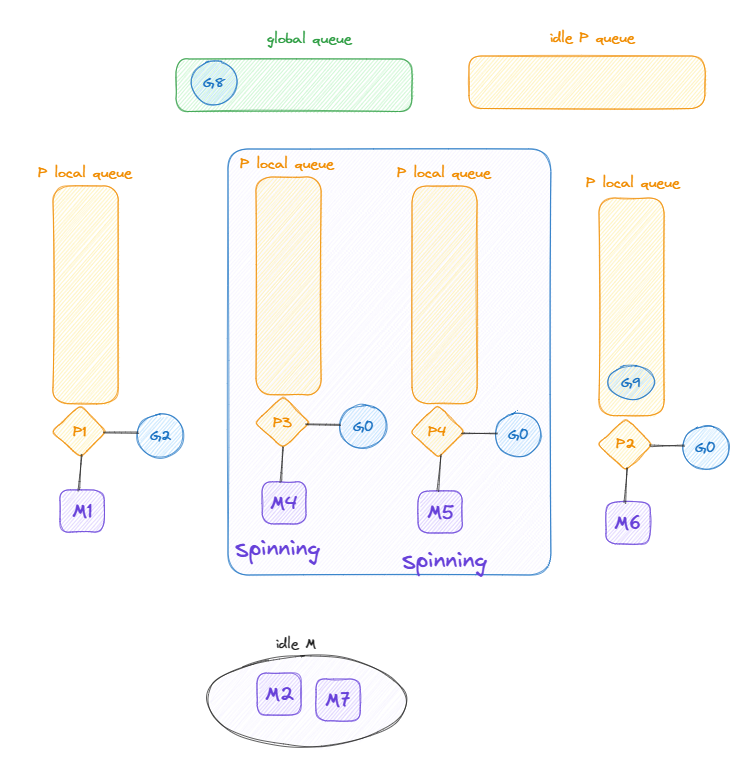 global queue
idle P queue
G8
P local queue
P local queue
P local queue
P local queue
G9
P1
G2
P3
G0
P4
G0
P2
G0
M1
M4
M5
M6
Spinning
Spinning
idle M
M2
M7